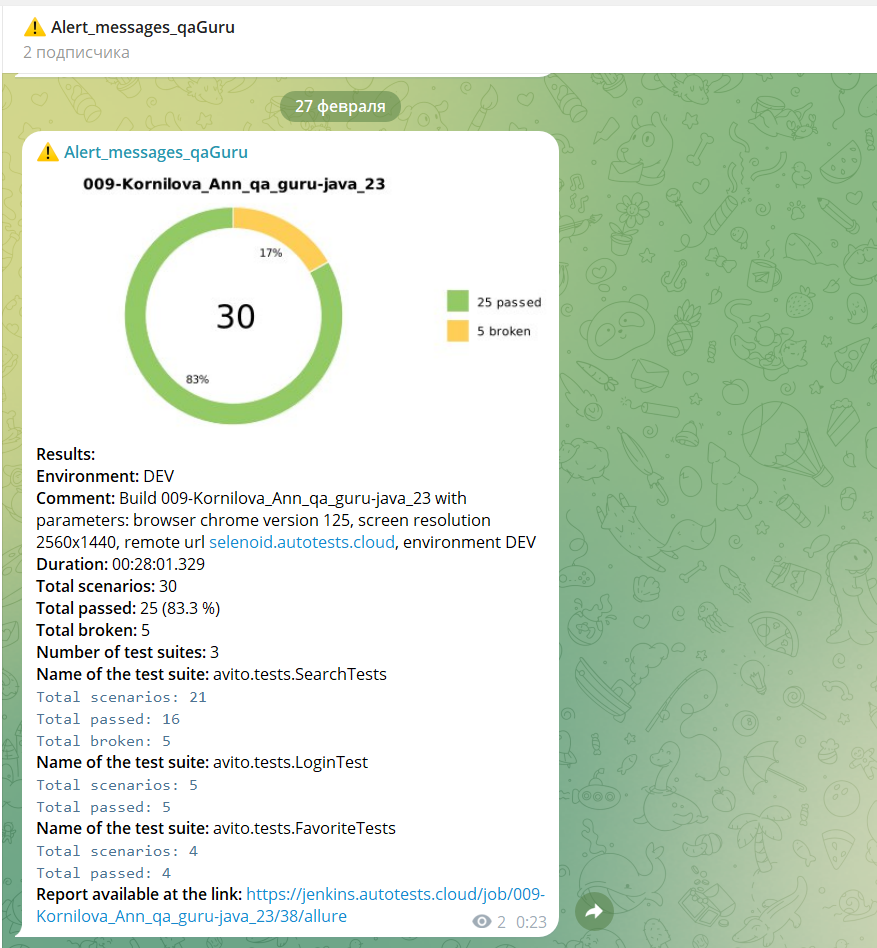 Alert_messages_qaGuru
2 подписчика
27 февраля
Alert_messages_qaGuru
009-Kornilova_Ann_qa_guru-java_23
17%
30
83%
25 passed
5 broken
Results:
Environment: DEV
Comment: Build 009-Kornilova_Ann_qa_guru-java_23 with
parameters: browser chrome version 125, screen resolution
2560x1440, remote url selenoid.autotests.cloud, environment DEV
Duration: 00:28:01.329
Total scenarios: 30
Total passed: 25 (83.3 %)
Total broken: 5
Number of test suites: 3
Name of the test suite: avito.tests.SearchTests
Total scenarios: 21
Total passed: 16
Total broken: 5
Name of the test suite: avito.tests.LoginTest
Total scenarios: 5
Total passed: 5
Name of the test suite: avito.tests.FavoriteTests
Total scenarios: 4
Total passed: 4
Report available at the link: https://jenkins.autotests.cloud/job/009-
Kornilova_Ann_qa_guru-java_23/38/allure
2 0:23